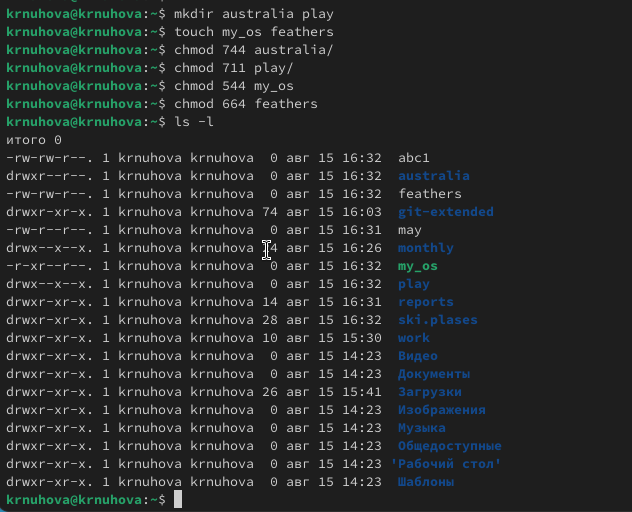 krnuhova@krnuhova:~$ mkdir australia play
krnuhova@krnuhova:~$ touch my_os feathers
krnuhova@krnuhova:~$ chmod 744 australia/
krnuhova@krnuhova:~$ chmod 711 play/
krnuhova@krnuhova:~$ chmod 544 my_os
krnuhova@krnuhova:~$ chmod 664 feathers
krnuhova@krnuhova:~$ ls -l
итого 0
-rw-rw-r--. 1 krnuhova krnuhova  0 авг 15 16:32  abc1
drwxr--r--. 1 krnuhova krnuhova  0 авг 15 16:32  australia
-rw-rw-r--. 1 krnuhova krnuhova  0 авг 15 16:32  feathers
drwxr-xr-x. 1 krnuhova krnuhova 74 авг 15 16:03  git-extended
-rw-r--r--. 1 krnuhova krnuhova  0 авг 15 16:31  may
drwx--x--x. 1 krnuhova krnuhova 4 авг 15 16:26  monthly
-r-xr--r--. 1 krnuhova krnuhova  0 авг 15 16:32  my_os
drwx--x--x. 1 krnuhova krnuhova  0 авг 15 16:32  play
drwxr-xr-x. 1 krnuhova krnuhova 14 авг 15 16:31  reports
drwxr-xr-x. 1 krnuhova krnuhova 28 авг 15 16:32  ski.plases
drwxr-xr-x. 1 krnuhova krnuhova 10 авг 15 15:30  work
drwxr-xr-x. 1 krnuhova krnuhova  0 авг 15 14:23  Видео
drwxr-xr-x. 1 krnuhova krnuhova  0 авг 15 14:23  Документы
drwxr-xr-x. 1 krnuhova krnuhova 26 авг 15 15:41  Загрузки
drwxr-xr-x. 1 krnuhova krnuhova  0 авг 15 14:23  Изображения
drwxr-xr-x. 1 krnuhova krnuhova  0 авг 15 14:23  Музыка
drwxr-xr-x. 1 krnuhova krnuhova  0 авг 15 14:23  Общедоступные
drwxr-xr-x. 1 krnuhova krnuhova  0 авг 15 14:23 'Рабочий стол'
drwxr-xr-x. 1 krnuhova krnuhova  0 авг 15 14:23  Шаблоны
krnuhova@krnuhova:~$